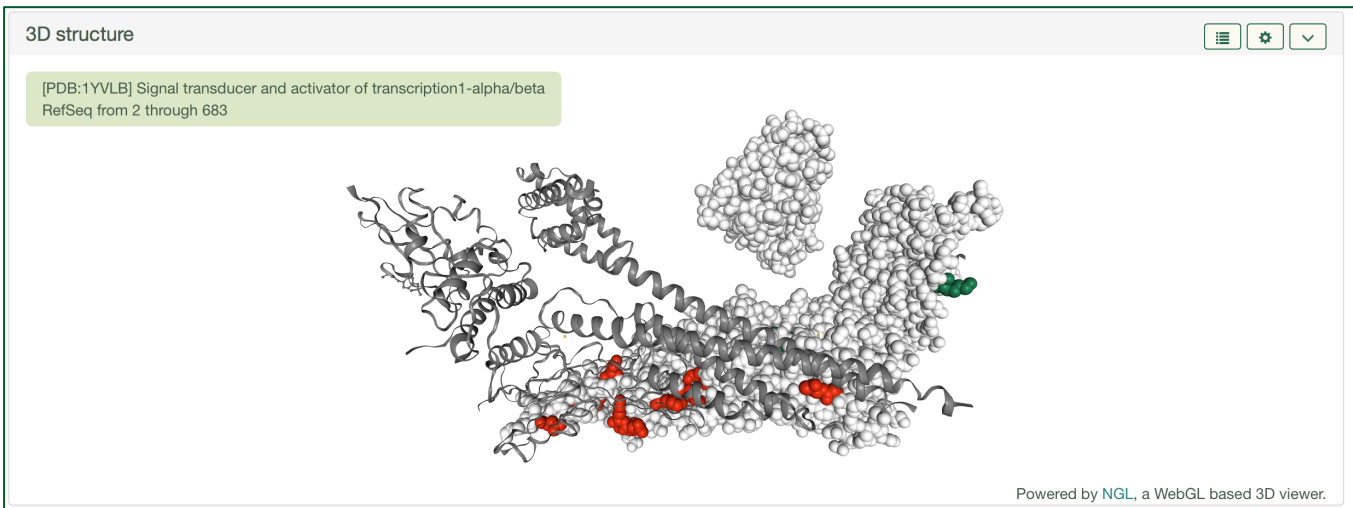 3D structure
[PDB:1YVLB] Signal transducer and activator of transcription1-alpha/beta
RefSeq from 2 through 683
Powered by NGL, a WebGL based 3D viewer.